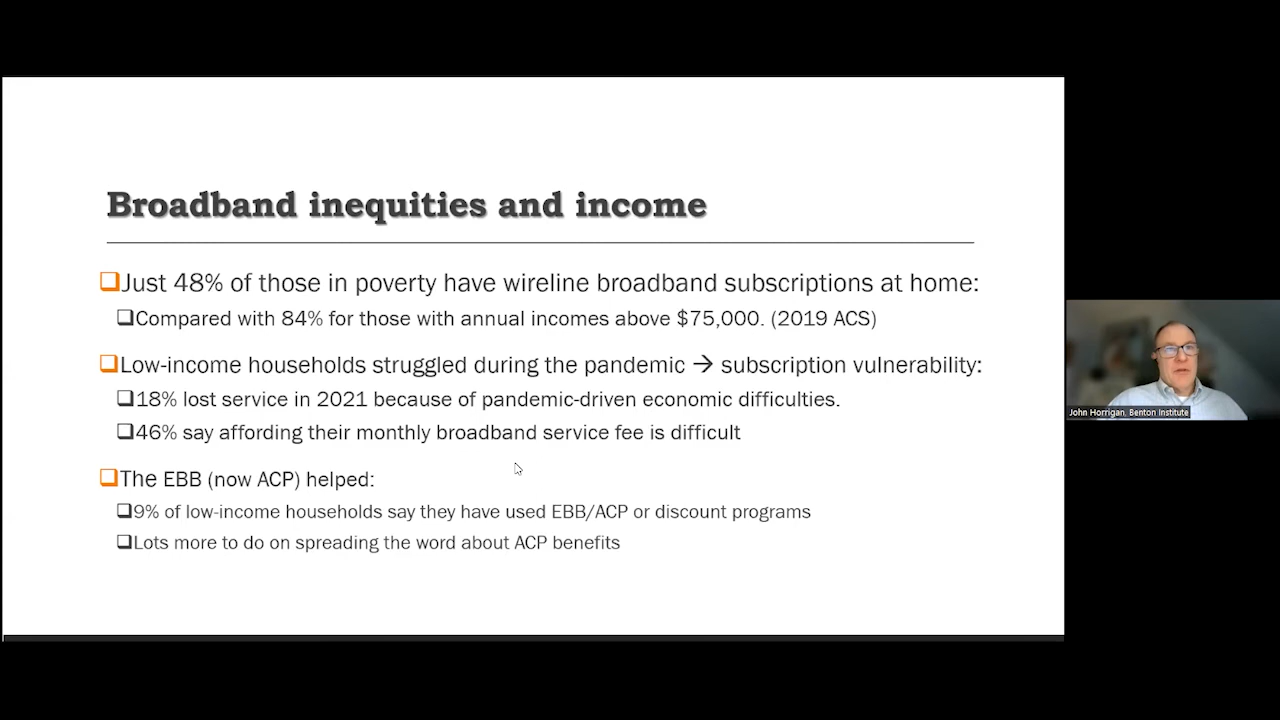 Broadband inequities and income
Just 48% of those in poverty have wireline broadband subscriptions at home:
Compared with 84% for those with annual incomes above $75,000. (2019 ACS)
Low-income households struggled during the pandemic → subscription vulnerability:
18% lost service in 2021 because of pandemic-driven economic difficulties.
46% say affording their monthly broadband service fee is difficult
The EBB (now ACP) helped:
9% of low-income households say they have used EBB/ACP or discount programs
Lots more to do on spreading the word about ACP benefits
John Horrigan, Benton Institute